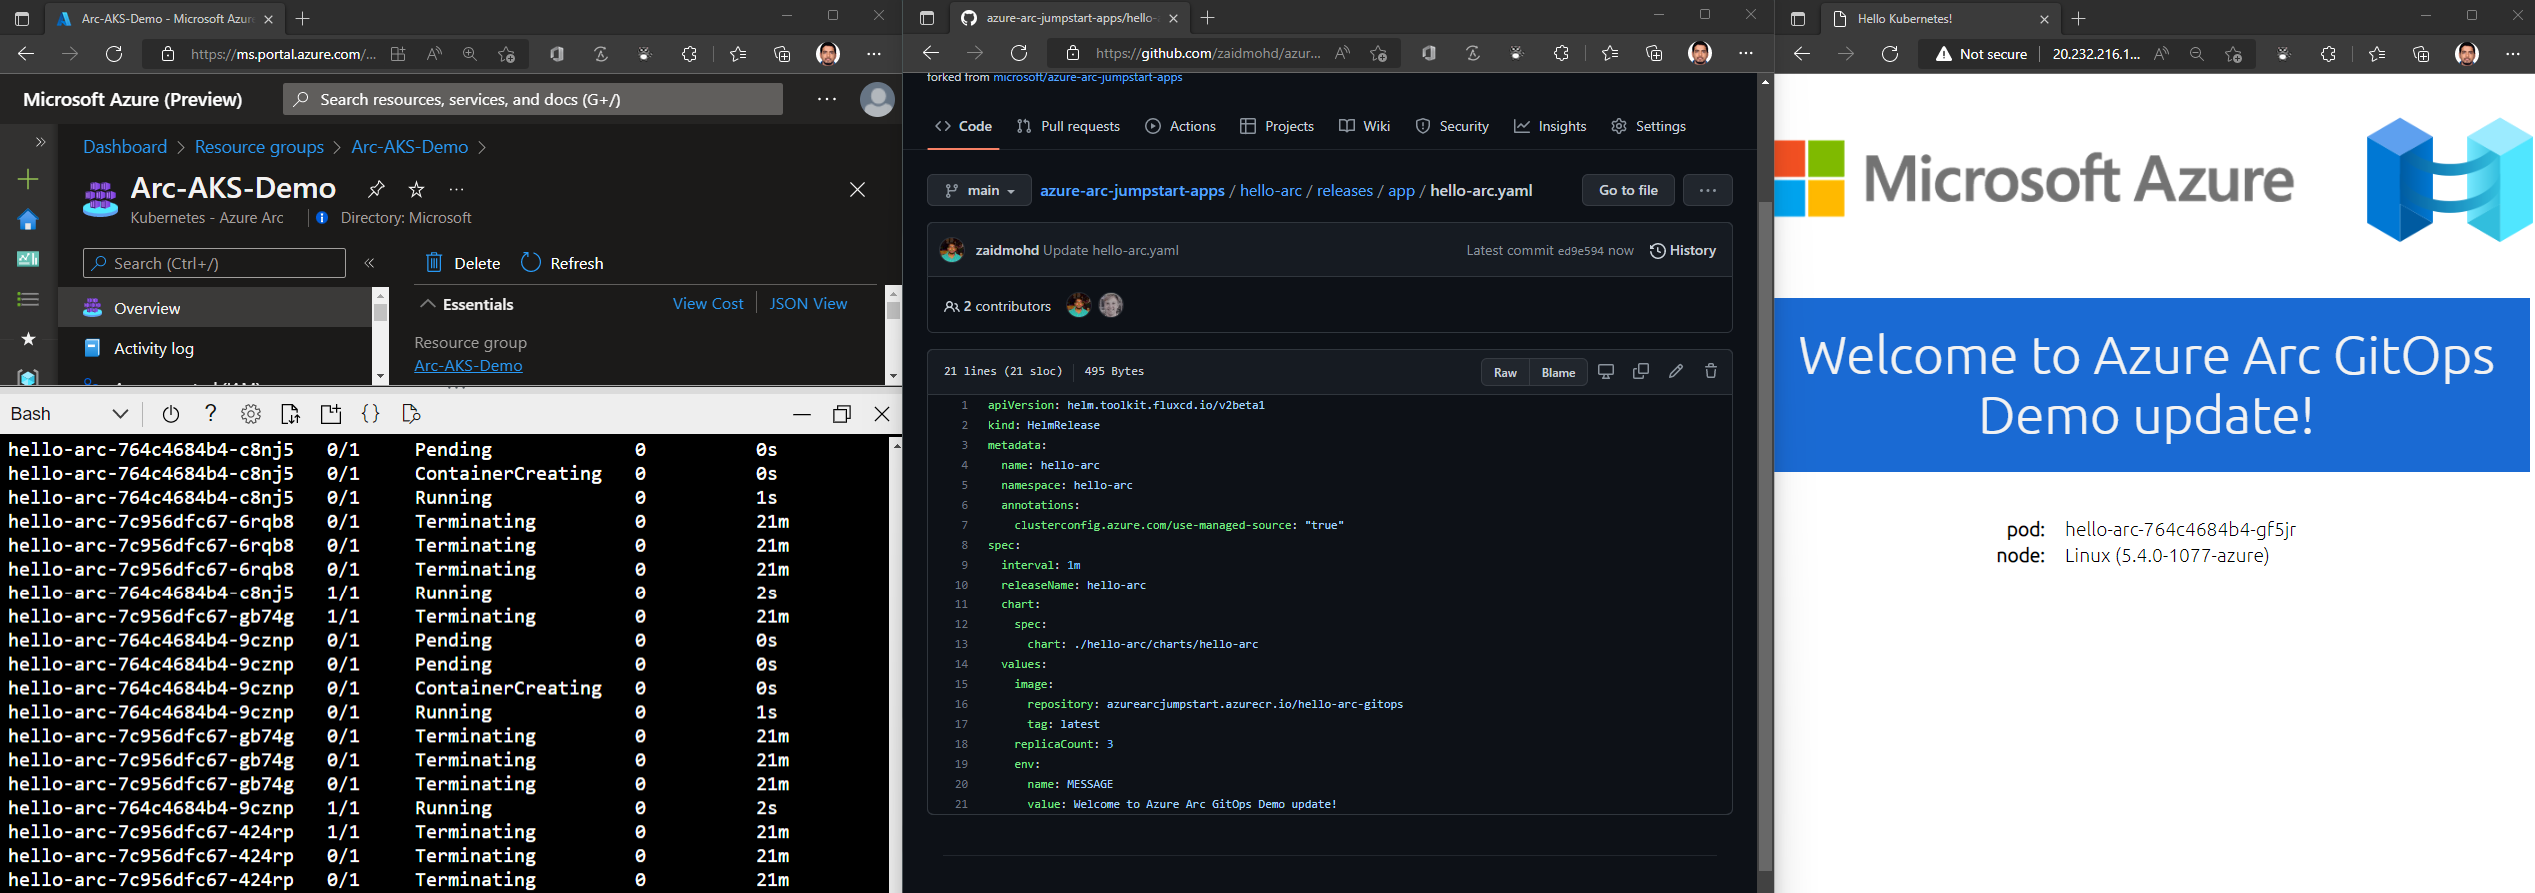 Arc-AKS-Demo - Microsoft Azur
https://ms.portal.azure.com/...
Microsoft Azure (Preview)
Search resources, services, and docs (G+/)
Dashboard > Resource groups > Arc-AKS-Demo >
Arc-AKS-Demo
Kubernetes - Azure Arc
Directory: Microsoft
Search (Ctrl+/)
Delete
Refresh
Overview
Activity log
Essentials
View Cost
JSON View
Resource group
Arc-AKS-Demo
Bash
hello-arc-764c4684b4-c8nj5 0/1 Pending 0 0s
hello-arc-764c4684b4-c8nj5 0/1 ContainerCreating 0 0s
hello-arc-764c4684b4-c8nj5 0/1 Running 0 1s
hello-arc-7c956dfc67-6rqb8 0/1 Terminating 0 21m
hello-arc-7c956dfc67-6rqb8 0/1 Terminating 0 21m
hello-arc-7c956dfc67-6rqb8 0/1 Terminating 0 21m
hello-arc-764c4684b4-c8nj5 1/1 Running 0 2s
hello-arc-7c956dfc67-gb74g 1/1 Terminating 0 21m
hello-arc-764c4684b4-9cznp 0/1 Pending 0 0s
hello-arc-764c4684b4-9cznp 0/1 Pending 0 0s
hello-arc-764c4684b4-9cznp 0/1 ContainerCreating 0 0s
hello-arc-764c4684b4-9cznp 0/1 Running 0 1s
hello-arc-7c956dfc67-gb74g 0/1 Terminating 0 21m
hello-arc-7c956dfc67-gb74g 0/1 Terminating 0 21m
hello-arc-7c956dfc67-gb74g 0/1 Terminating 0 21m
hello-arc-764c4684b4-9cznp 1/1 Running 0 2s
hello-arc-7c956dfc67-424rp 1/1 Terminating 0 21m
hello-arc-7c956dfc67-424rp 0/1 Terminating 0 21m
hello-arc-7c956dfc67-424rp 0/1 Terminating 0 21m
azure-arc-jumpstart-apps/hello-
https://github.com/zaidmohd/azur...
forked from microsoft/azure-arc-jumpstart-apps
Code
Pull requests
Actions
Projects
Wiki
Security
Insights
Settings
main
azure-arc-jumpstart-apps / hello-arc / releases / app / hello-arc.yaml
Go to file
zaidmohd Update hello-arc.yaml
Latest commit ed9e594 now
History
2 contributors
21 lines (21 sloc) 495 Bytes
Raw
Blame
1 apiVersion: helm.toolkit.fluxcd.io/v2beta1
2 kind: HelmRelease
3 metadata:
4 name: hello-arc
5 namespace: hello-arc
6 annotations:
7 clusterconfig.azure.com/use-managed-source: "true"
8 spec:
9 interval: 1m
10 releaseName: hello-arc
11 chart:
12 spec:
13 chart: ./hello-arc/charts/hello-arc
14 values:
15 image:
16 repository: azurearcjumpstart.azurecr.io/hello-arc-gitops
17 tag: latest
18 replicaCount: 3
19 env:
20 name: MESSAGE
21 value: Welcome to Azure Arc GitOps Demo update!
Hello Kubernetes!
Not secure
20.232.216.1...
Microsoft Azure
Welcome to Azure Arc GitOps
Demo update!
pod: hello-arc-764c4684b4-gf5jr
node: Linux (5.4.0-1077-azure)